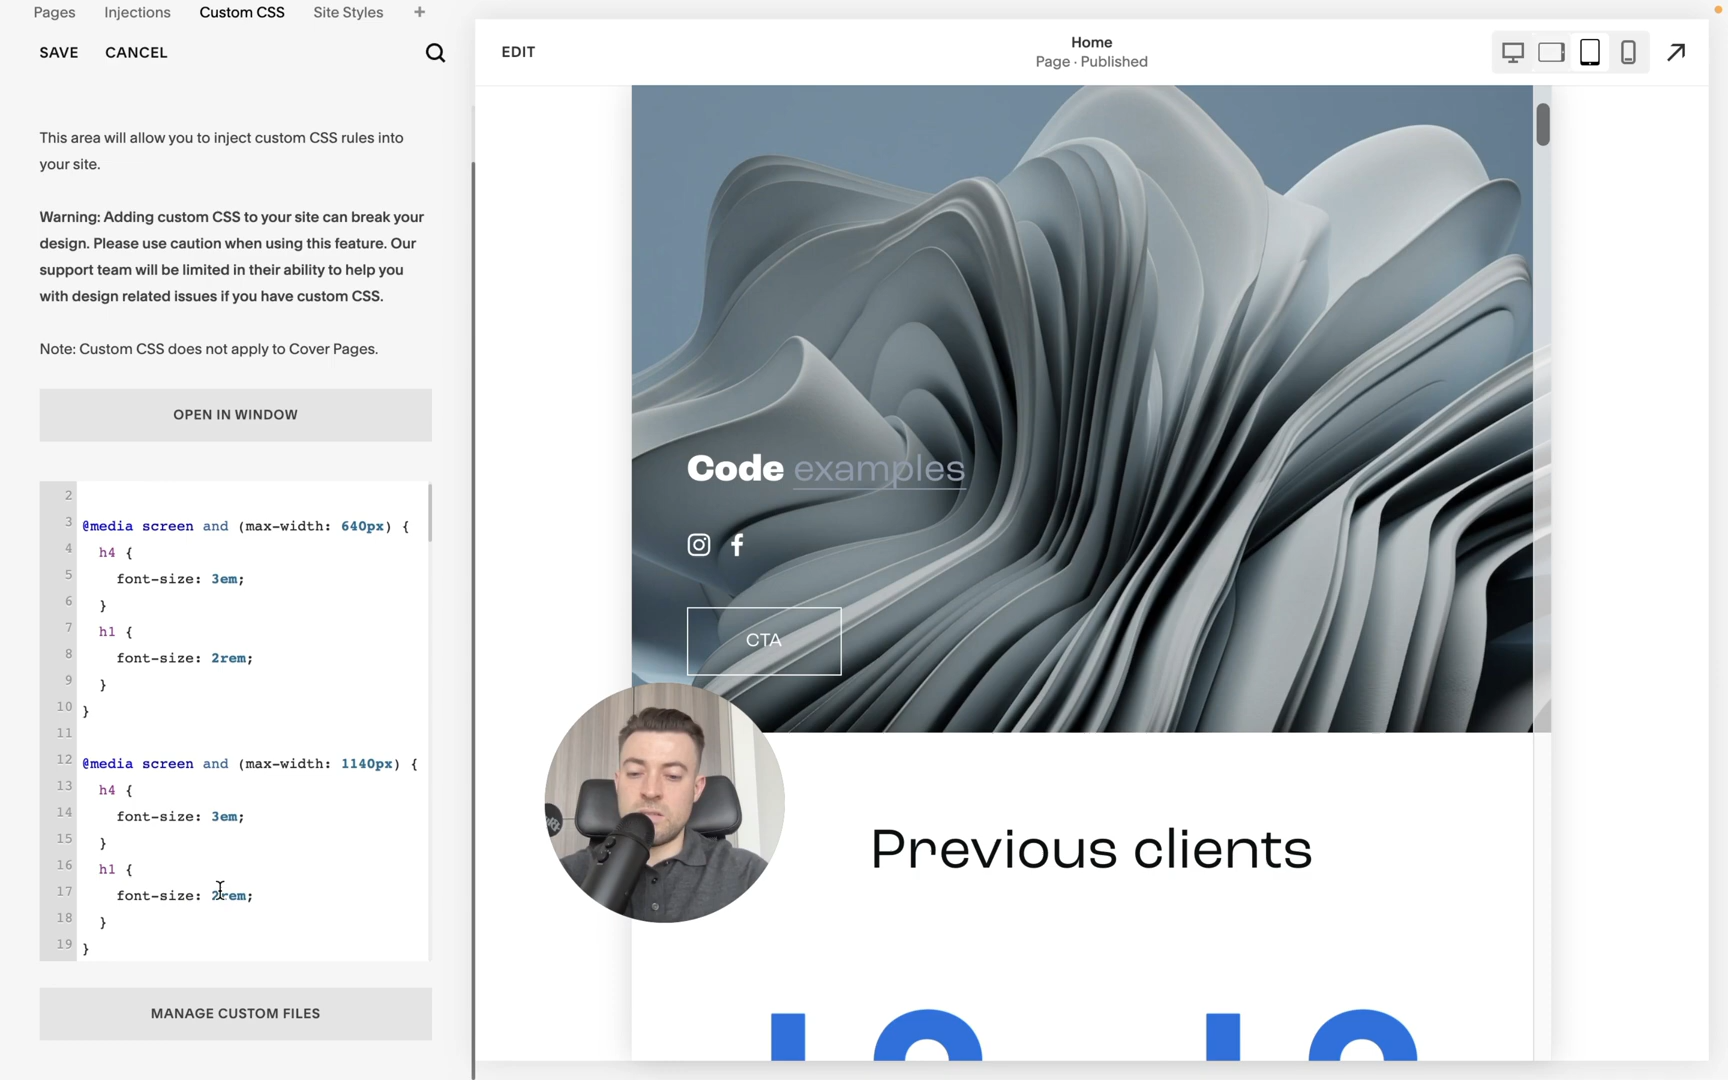 Pages Injections Custom CSS Site Styles +
SAVE CANCEL
EDIT
Home
Page · Published
This area will allow you to inject custom CSS rules into
your site.
Warning: Adding custom CSS to your site can break your
design. Please use caution when using this feature. Our
support team will be limited in their ability to help you
with design related issues if you have custom CSS.
Note: Custom CSS does not apply to Cover Pages.
OPEN IN WINDOW
2
3 @media screen and (max-width: 640px) {
4 h4 {
5 font-size: 3em;
6 }
7 h1 {
8 font-size: 2rem;
9 }
10 }
11
12 @media screen and (max-width: 1140px) {
13 h4 {
14 font-size: 3em;
15 }
16 h1 {
17 font-size: 2rem;
18 }
19 }
MANAGE CUSTOM FILES
Code examples
CTA
Previous clients